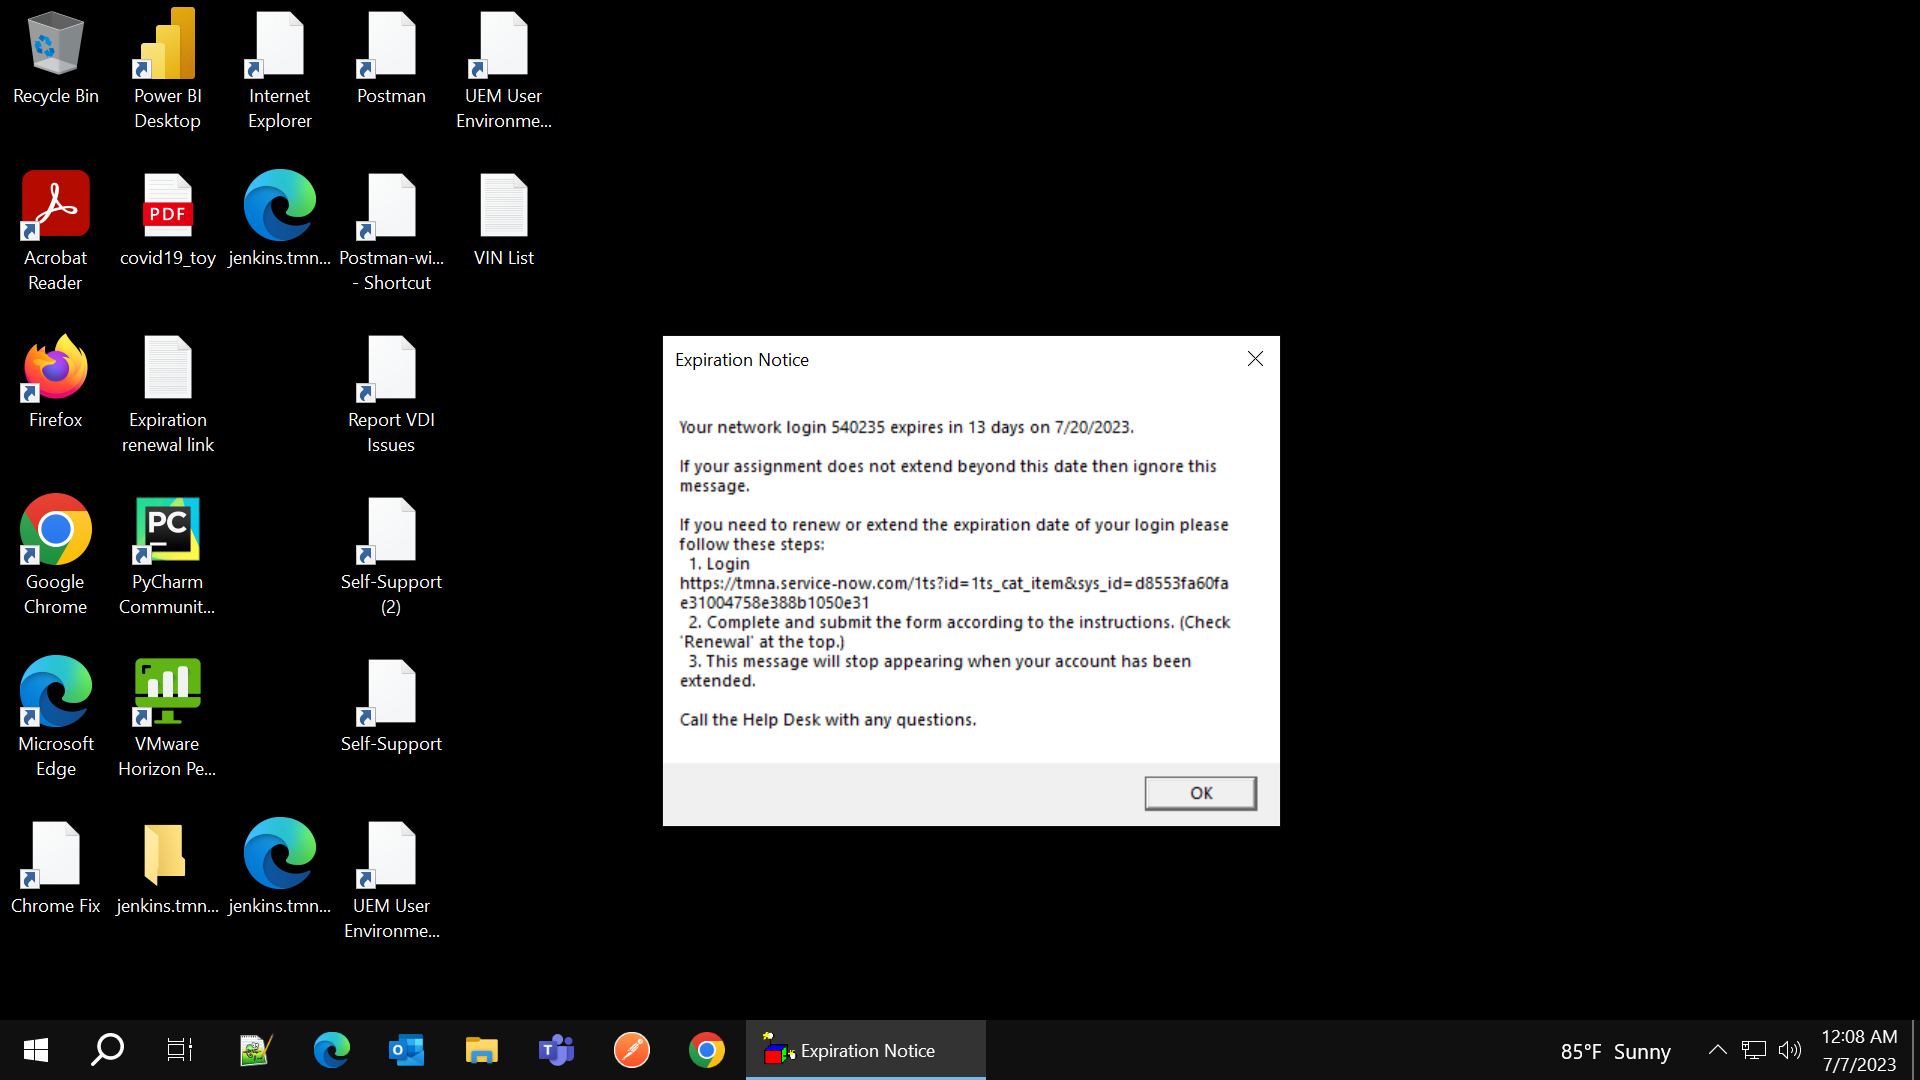 Recycle Bin
Power BI
Desktop
Internet
Explorer
Postman
UEM User
Environme...
Acrobat
Reader
PDF
covid19_toy
jenkins.tmn...
Postman-wi...
- Shortcut
VIN List
Firefox
Expiration
renewal link
Report VDI
Issues
Google
Chrome
PC
PyCharm
Communit...
Self-Support
(2)
Microsoft
Edge
VMware
Horizon Pe...
Self-Support
Chrome Fix
jenkins.tmn...
jenkins.tmn...
UEM User
Environme...
Expiration Notice
Your network login 540235 expires in 13 days on 7/20/2023.
If your assignment does not extend beyond this date then ignore this
message.
If you need to renew or extend the expiration date of your login please
follow these steps:
1. Login
https://tmna.service-now.com/1ts?id=1ts_cat_item&sys_id=d8553fa60fa
e31004758e388b1050e31
2. Complete and submit the form according to the instructions. (Check
'Renewal' at the top.)
3. This message will stop appearing when your account has been
extended.
Call the Help Desk with any questions.
OK
Expiration Notice
85°F Sunny
12:08 AM
7/7/2023